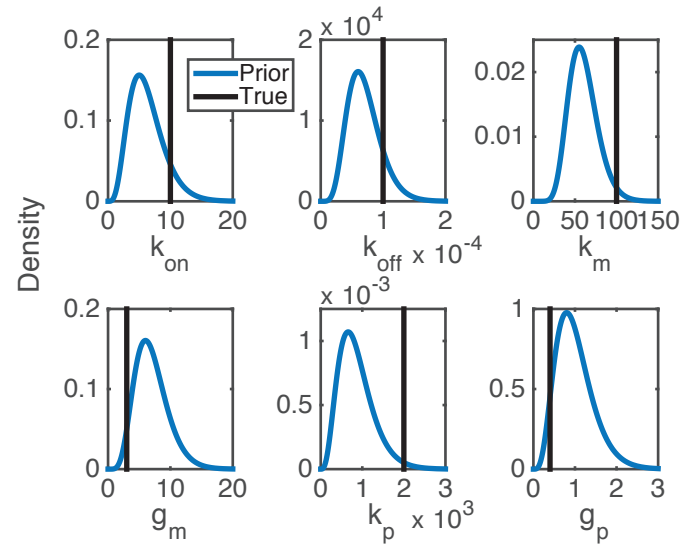 Density
0.2
0.1
0
0 10 20
k_on
Prior
True
× 10^4
2
1
0
0 1 2
k_off × 10^-4
0.02
0.01
0
0 50 100 150
k_m
0.2
0.1
0
0 10 20
g_m
× 10^-3
1
0.5
0
0 1 2 3
k_p × 10^3
1
0.5
0
0 1 2 3
g_p